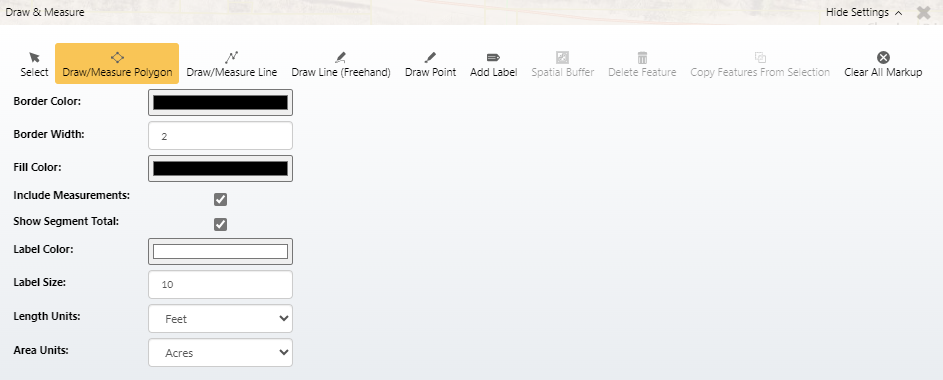 Draw & Measure Hide Settings
Select Draw/Measure Polygon Draw/Measure Line Draw Line (Freehand) Draw Point Add Label Spatial Buffer Delete Feature Copy Features From Selection Clear All Markup
Border Color:
Border Width: 2
Fill Color:
Include Measurements:
Show Segment Total:
Label Color:
Label Size: 10
Length Units: Feet
Area Units: Acres